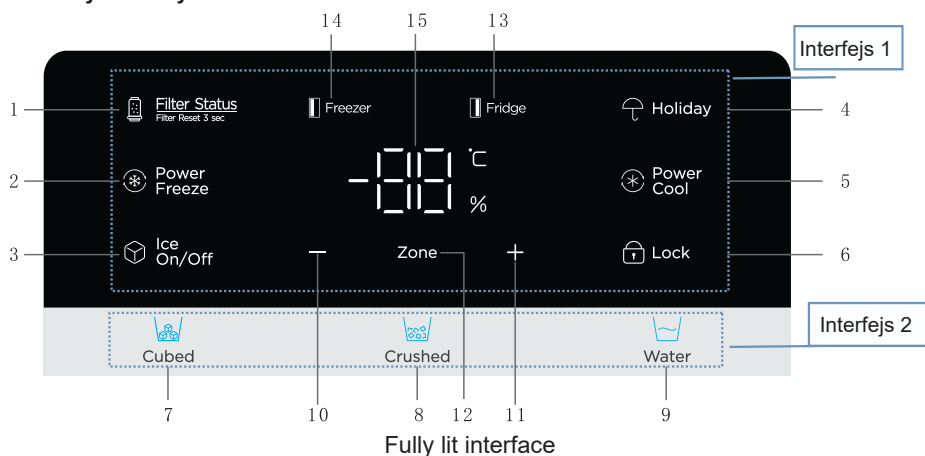 14
15
13
Interfejs 1
1
Filter Status
Filter Reset 3 sec
Freezer
Fridge
Holiday
4
2
Power
Freeze
-88
°C
%
Power
Cool
5
3
Ice
On/Off
−
Zone
+
Lock
6
Interfejs 2
Cubed
Crushed
Water
7
10
8
12
11
9
Fully lit interface